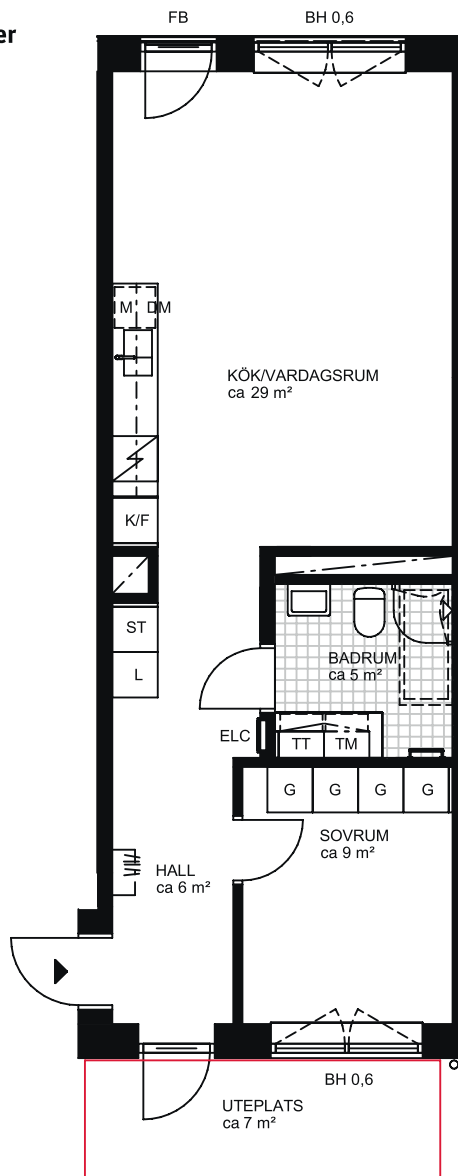 er
FB
BH 0,6
M DM
KÖK/VARDAGSRUM
ca 29 m²
K/F
ST
L
BADRUM
ca 5 m²
ELC
TT
TM
G
G
G
G
SOVRUM
ca 9 m²
HALL
ca 6 m²
BH 0,6
UTEPLATS
ca 7 m²